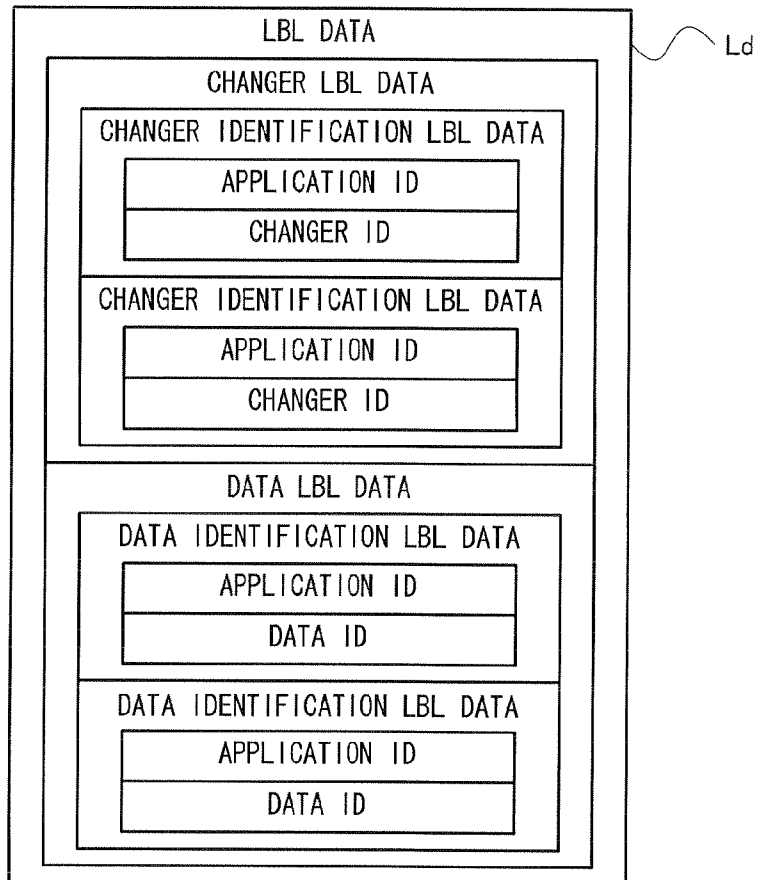 LBL DATA
Ld
CHANGER LBL DATA
CHANGER IDENTIFICATION LBL DATA
APPLICATION ID
CHANGER ID
CHANGER IDENTIFICATION LBL DATA
APPLICATION ID
CHANGER ID
DATA LBL DATA
DATA IDENTIFICATION LBL DATA
APPLICATION ID
DATA ID
DATA IDENTIFICATION LBL DATA
APPLICATION ID
DATA ID